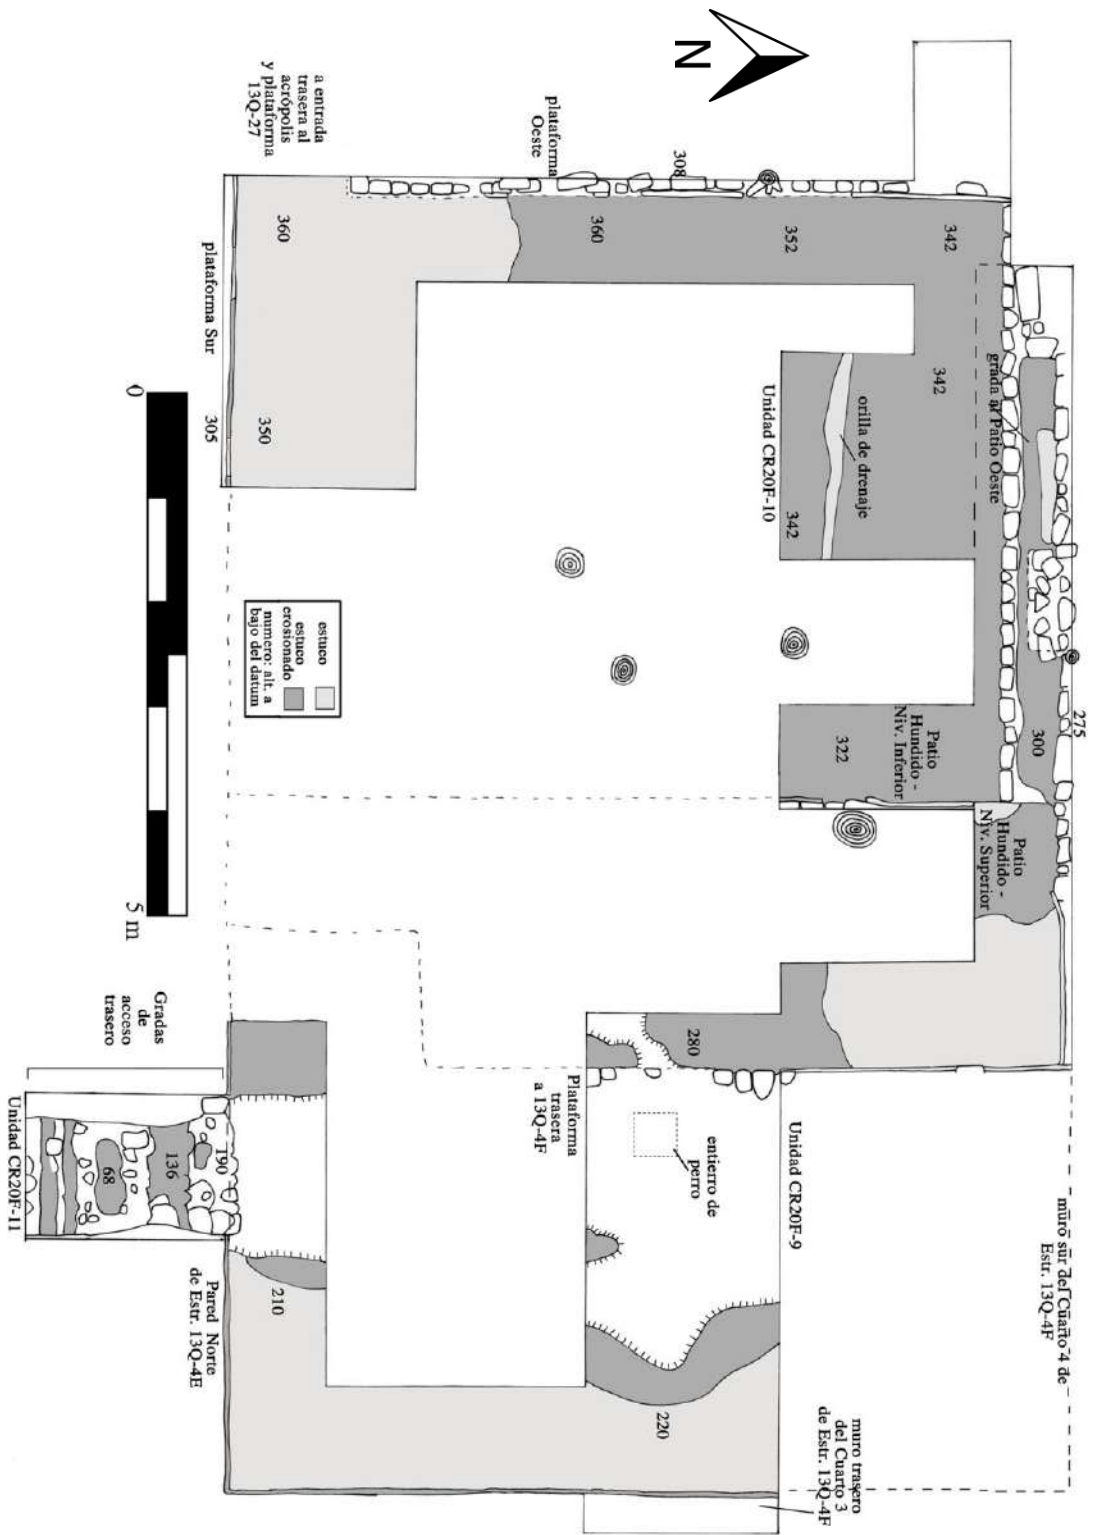 N
a entrada
trasera al
acrópolis
y plataforma
13Q-27
plataforma
Oeste
308
360
360
352
342
plataforma Sur
305
350
342
342
Unidad CR20F-10
orilla de drenaje
grada al Patio Oeste
0
5 m
estuco
estuco
erosionado
numero: alt. a
bajo del datum
275
300
322
Patio
Hundido -
Niv. Inferior
Patio
Hundido -
Niv. Superior
280
Gradas
de
acceso
trasero
Unidad CR20F-11
190
136
68
Plataforma
trasera
a 13Q-4F
entierro de
perro
Unidad CR20F-9
muro sur del Cuarto 4 de
Estr. 13Q-4F
Pared Norte
de Estr. 13Q-4E
210
220
muro trasero
del Cuarto 3
de Estr. 13Q-4F